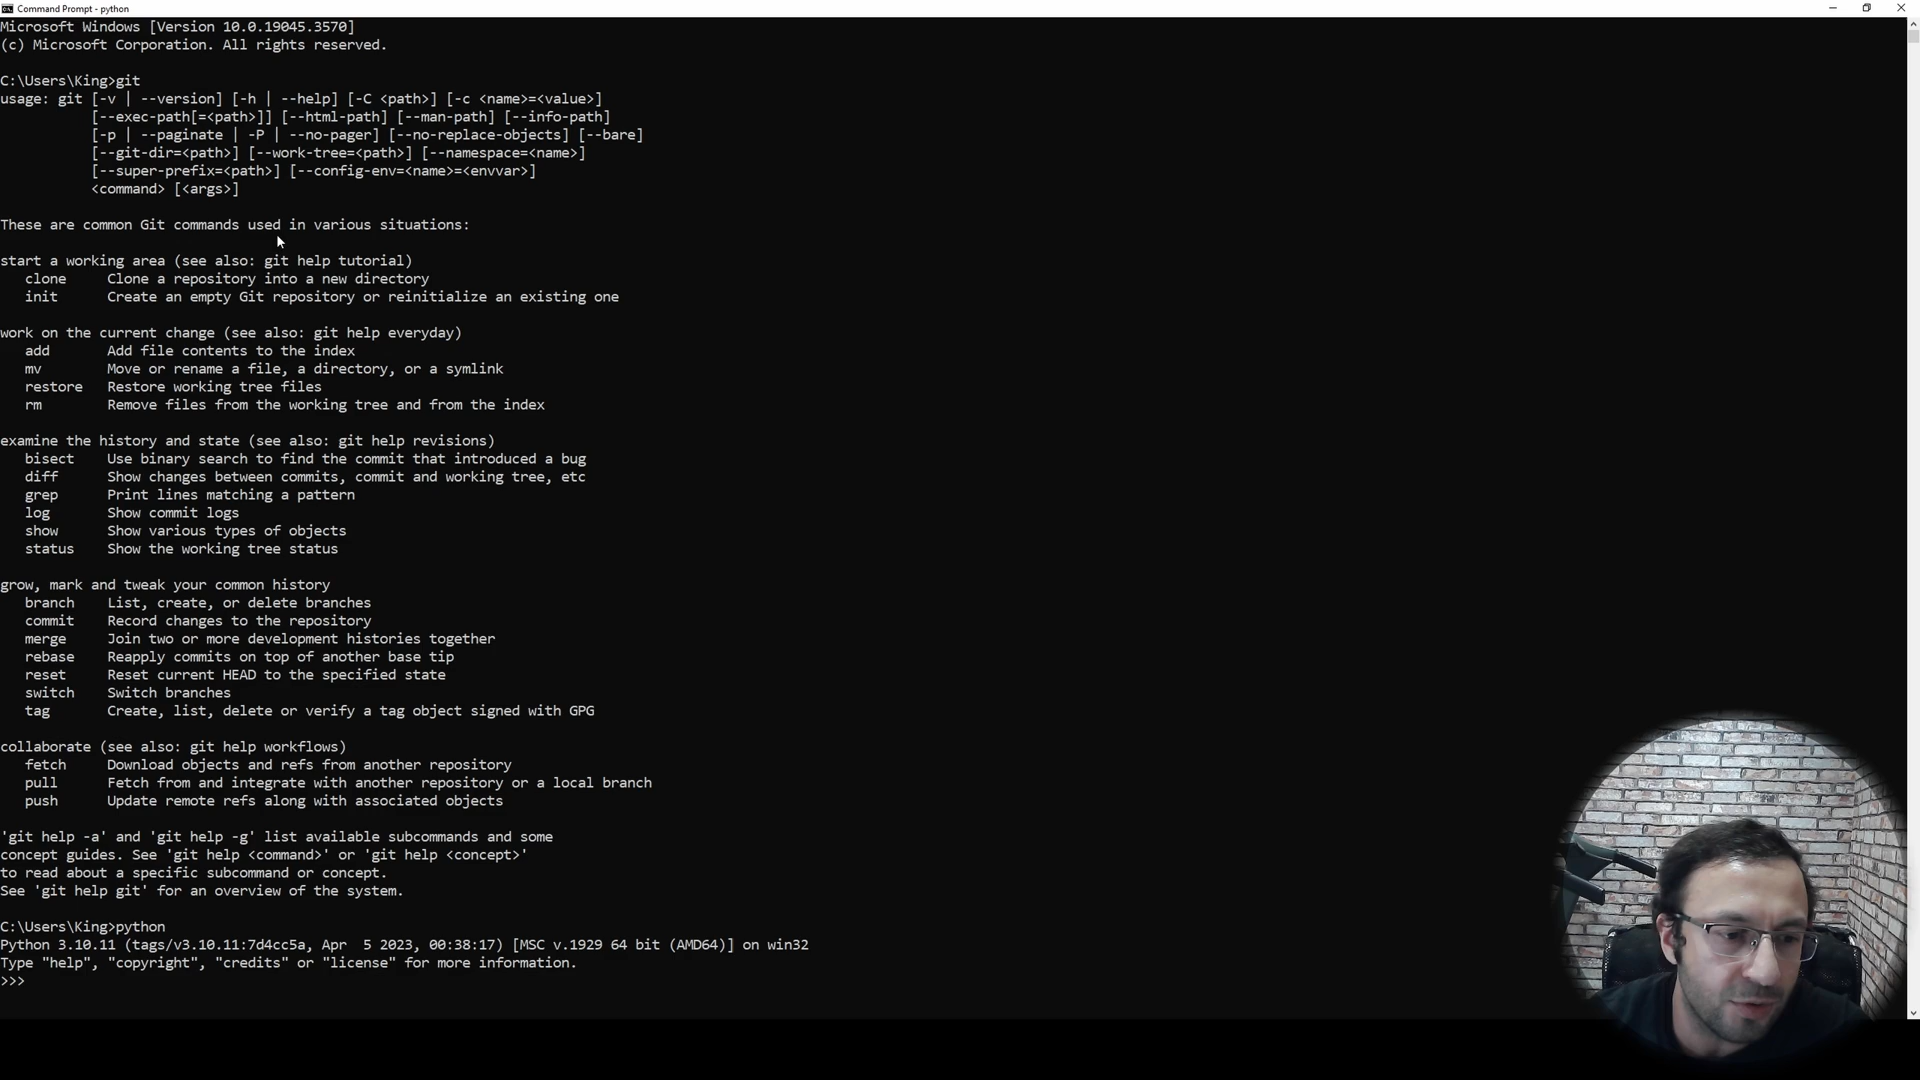 Command Prompt - python
Microsoft Windows [Version 10.0.19045.3570]
(c) Microsoft Corporation. All rights reserved.
C:\Users\King>git
usage: git [-v | --version] [-h | --help] [-C <path>] [-c <name>=<value>]
[--exec-path[=<path>]] [--html-path] [--man-path] [--info-path]
[-p | --paginate | -P | --no-pager] [--no-replace-objects] [--bare]
[--git-dir=<path>] [--work-tree=<path>] [--namespace=<name>]
[--super-prefix=<path>] [--config-env=<name>=<envvar>]
<command> [<args>]
These are common Git commands used in various situations:
start a working area (see also: git help tutorial)
clone Clone a repository into a new directory
init Create an empty Git repository or reinitialize an existing one
work on the current change (see also: git help everyday)
add Add file contents to the index
mv Move or rename a file, a directory, or a symlink
restore Restore working tree files
rm Remove files from the working tree and from the index
examine the history and state (see also: git help revisions)
bisect Use binary search to find the commit that introduced a bug
diff Show changes between commits, commit and working tree, etc
grep Print lines matching a pattern
log Show commit logs
show Show various types of objects
status Show the working tree status
grow, mark and tweak your common history
branch List, create, or delete branches
commit Record changes to the repository
merge Join two or more development histories together
rebase Reapply commits on top of another base tip
reset Reset current HEAD to the specified state
switch Switch branches
tag Create, list, delete or verify a tag object signed with GPG
collaborate (see also: git help workflows)
fetch Download objects and refs from another repository
pull Fetch from and integrate with another repository or a local branch
push Update remote refs along with associated objects
'git help -a' and 'git help -g' list available subcommands and some
concept guides. See 'git help <command>' or 'git help <concept>'
to read about a specific subcommand or concept.
See 'git help git' for an overview of the system.
C:\Users\King>python
Python 3.10.11 (tags/v3.10.11:7d4cc5a, Apr  5 2023, 00:38:17) [MSC v.1929 64 bit (AMD64)] on win32
Type "help", "copyright", "credits" or "license" for more information.
>>>